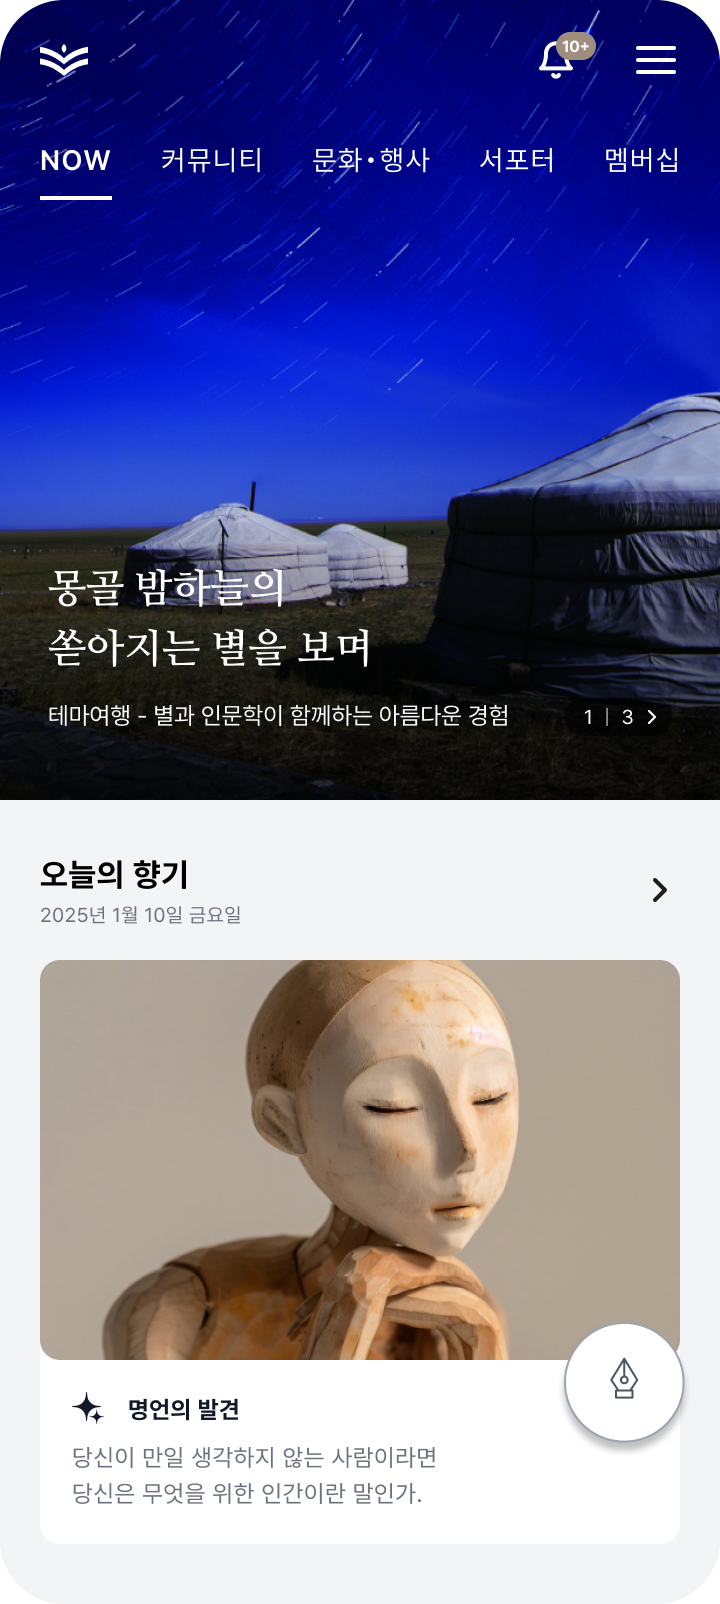 10+
NOW 커뮤니티 문화•행사 서포터 멤버십
몽골 밤하늘의
쏟아지는 별을 보며
테마여행 - 별과 인문학이 함께하는 아름다운 경험
1 | 3
오늘의 향기
2025년 1월 10일 금요일
명언의 발견
당신이 만일 생각하지 않는 사람이라면
당신은 무엇을 위한 인간이란 말인가.